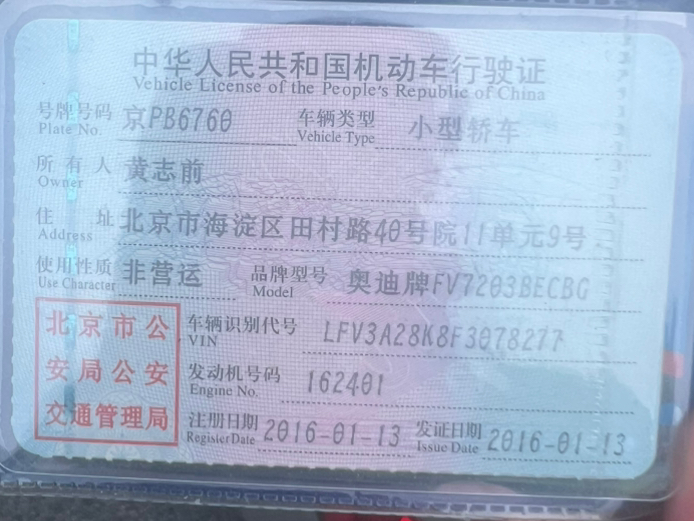 中华人民共和国机动车行驶证
Vehicle License of the People's Republic of China
号牌号码 京PB6760 车辆类型 小型轿车
Plate No. Vehicle Type
所有人 黄志前
Owner
住址 北京市海淀区田村路40号院11单元9号
Address
使用性质 非营运 品牌型号 奥迪牌FV7203BECBG
Use Character Model
北京市公
安局公安
交通管理局
车辆识别代号 LFV3A28K8F3078277
VIN
发动机号码 162401
Engine No.
注册日期 2016-01-13 发证日期 2016-01-13
Register Date Issue Date